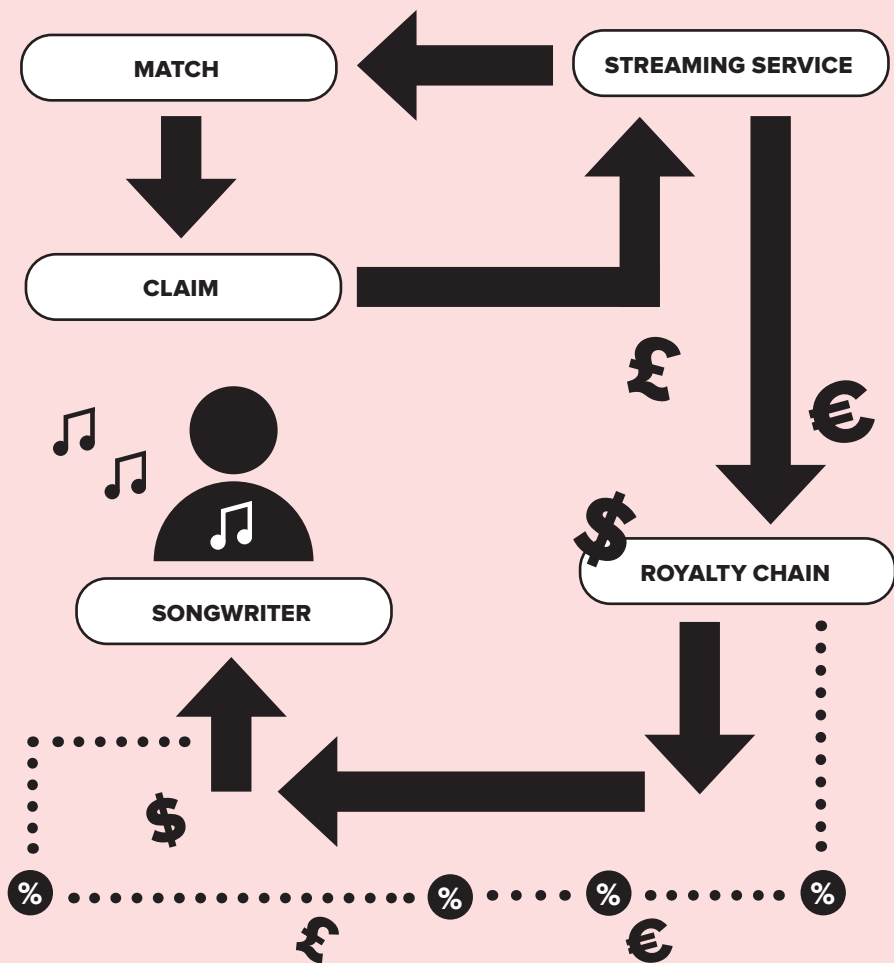 MATCH
STREAMING SERVICE
CLAIM
£
€
$
ROYALTY CHAIN
SONGWRITER
$
%
%
%
%
£
€